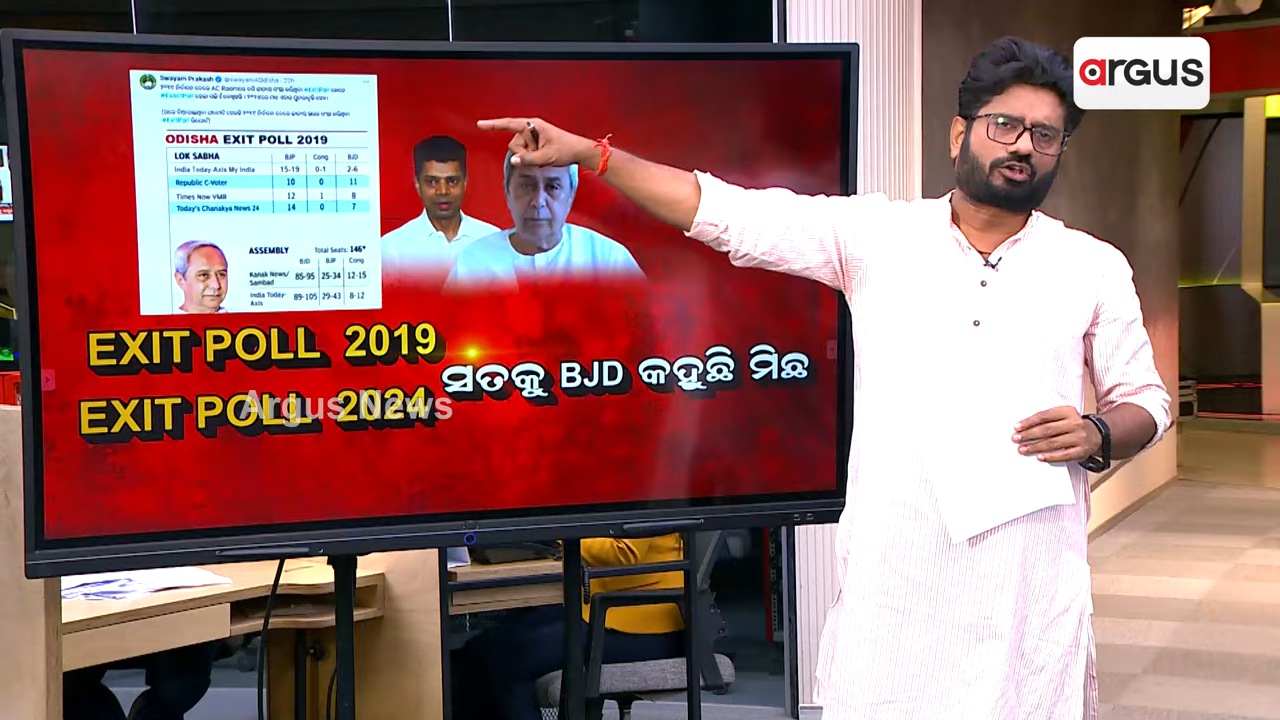 Swayam Prakash @swayam4Odisha · 22h
ODISHA EXIT POLL 2019
LOK SABHA BJP Cong BJD
India Today-Axis My India 15-19 0-1 2-6
Republic C-Voter 10 0 11
Times Now VMR 12 1 8
Today's Chanakya News 24 14 0 7
ASSEMBLY Total Seats: 146*
BJD BJP Cong
Kanak News/ Sambad 85-95 25-34 12-15
India Today- Axis 89-105 29-43 8-12
EXIT POLL 2019
EXIT POLL 2024
ସତକୁ BJD କହୁଛି ମିଛ
Argus News
argus